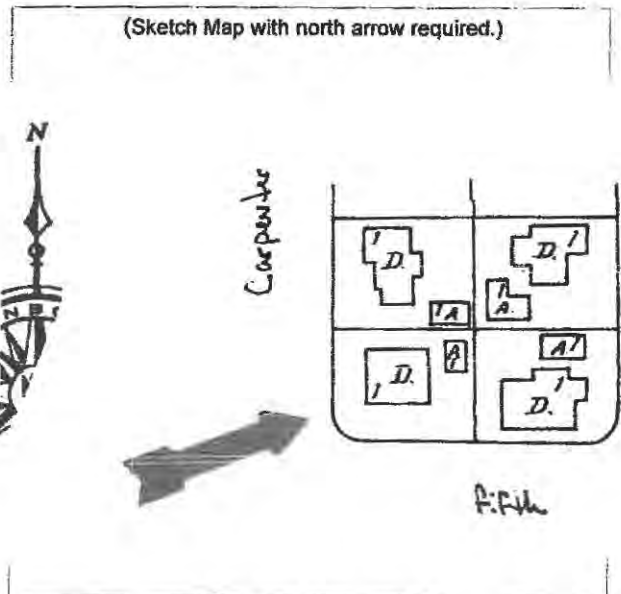 (Sketch Map with north arrow required.)
N
Carpenter
1
D.
D. 1
1 A
1
A.
A
1
A 1
1 D.
1
D.
Fifth